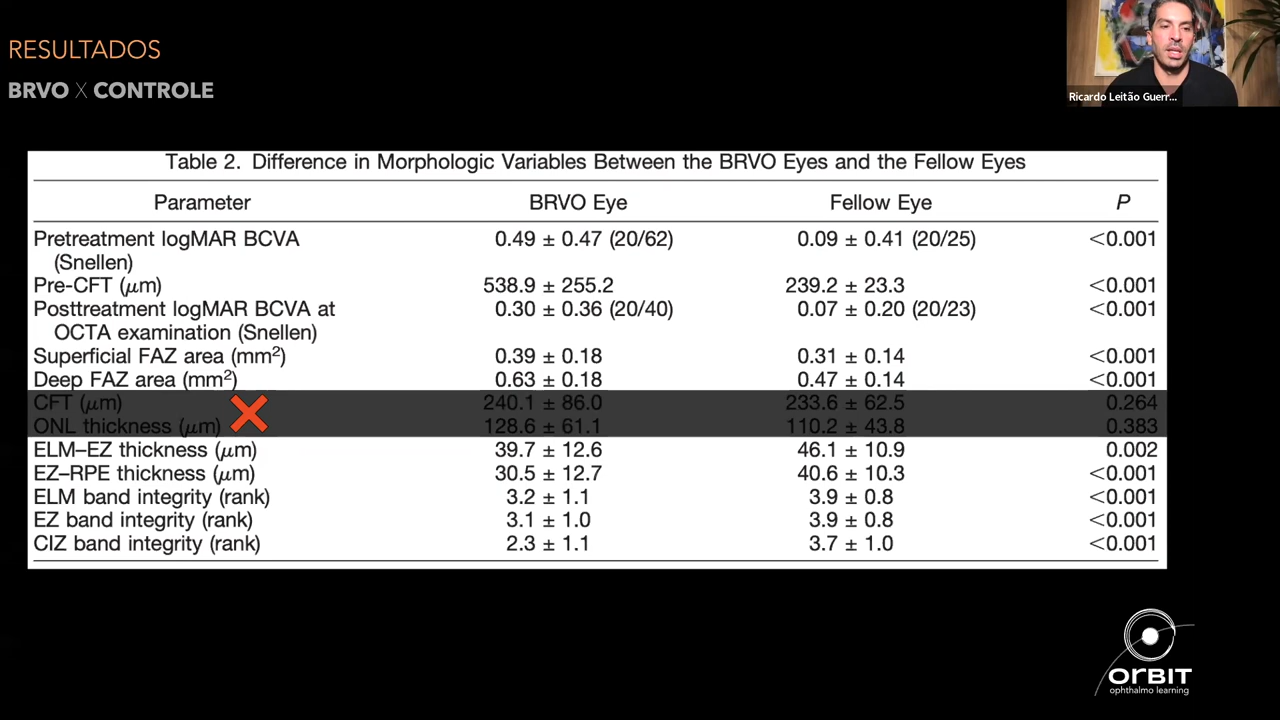 RESULTADOS
BRVO X CONTROLE
Ricardo Leitão Guerr...
Table 2. Difference in Morphologic Variables Between the BRVO Eyes and the Fellow Eyes
Parameter BRVO Eye Fellow Eye P
Pretreatment logMAR BCVA 0.49 ± 0.47 (20/62) 0.09 ± 0.41 (20/25) <0.001
(Snellen)
Pre-CFT (μm) 538.9 ± 255.2 239.2 ± 23.3 <0.001
Posttreatment logMAR BCVA at 0.30 ± 0.36 (20/40) 0.07 ± 0.20 (20/23) <0.001
OCTA examination (Snellen)
Superficial FAZ area (mm²) 0.39 ± 0.18 0.31 ± 0.14 <0.001
Deep FAZ area (mm²) 0.63 ± 0.18 0.47 ± 0.14 <0.001
CFT (μm) 240.1 ± 86.0 233.6 ± 62.5 0.264
ONL thickness (μm) 128.6 ± 61.1 110.2 ± 43.8 0.383
ELM–EZ thickness (μm) 39.7 ± 12.6 46.1 ± 10.9 0.002
EZ–RPE thickness (μm) 30.5 ± 12.7 40.6 ± 10.3 <0.001
ELM band integrity (rank) 3.2 ± 1.1 3.9 ± 0.8 <0.001
EZ band integrity (rank) 3.1 ± 1.0 3.9 ± 0.8 <0.001
CIZ band integrity (rank) 2.3 ± 1.1 3.7 ± 1.0 <0.001
ORBIT
ophthalmo learning